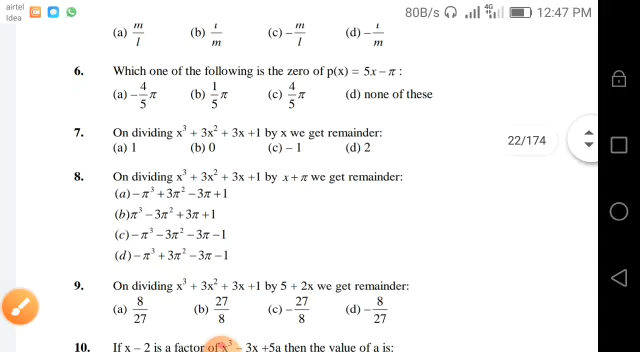 airtel
Idea
80B/s 4G 12:47 PM
(a) m/l (b) l/m (c) –m/l (d) –l/m
6. Which one of the following is the zero of p(x) = 5x – π :
(a) –4/5 π (b) 1/5 π (c) 4/5 π (d) none of these
7. On dividing x³ + 3x² + 3x +1 by x we get remainder:
(a) 1 (b) 0 (c) – 1 (d) 2
22/174
8. On dividing x³ + 3x² + 3x +1 by x + π we get remainder:
(a) – π³ + 3π² – 3π + 1
(b) π³ – 3π² + 3π + 1
(c) – π³ – 3π² – 3π – 1
(d) – π³ + 3π² – 3π – 1
9. On dividing x³ + 3x² + 3x +1 by 5 + 2x we get remainder:
(a) 8/27 (b) 27/8 (c) –27/8 (d) –8/27
10. If x – 2 is a factor of x³ – 3x +5a then the value of a is: